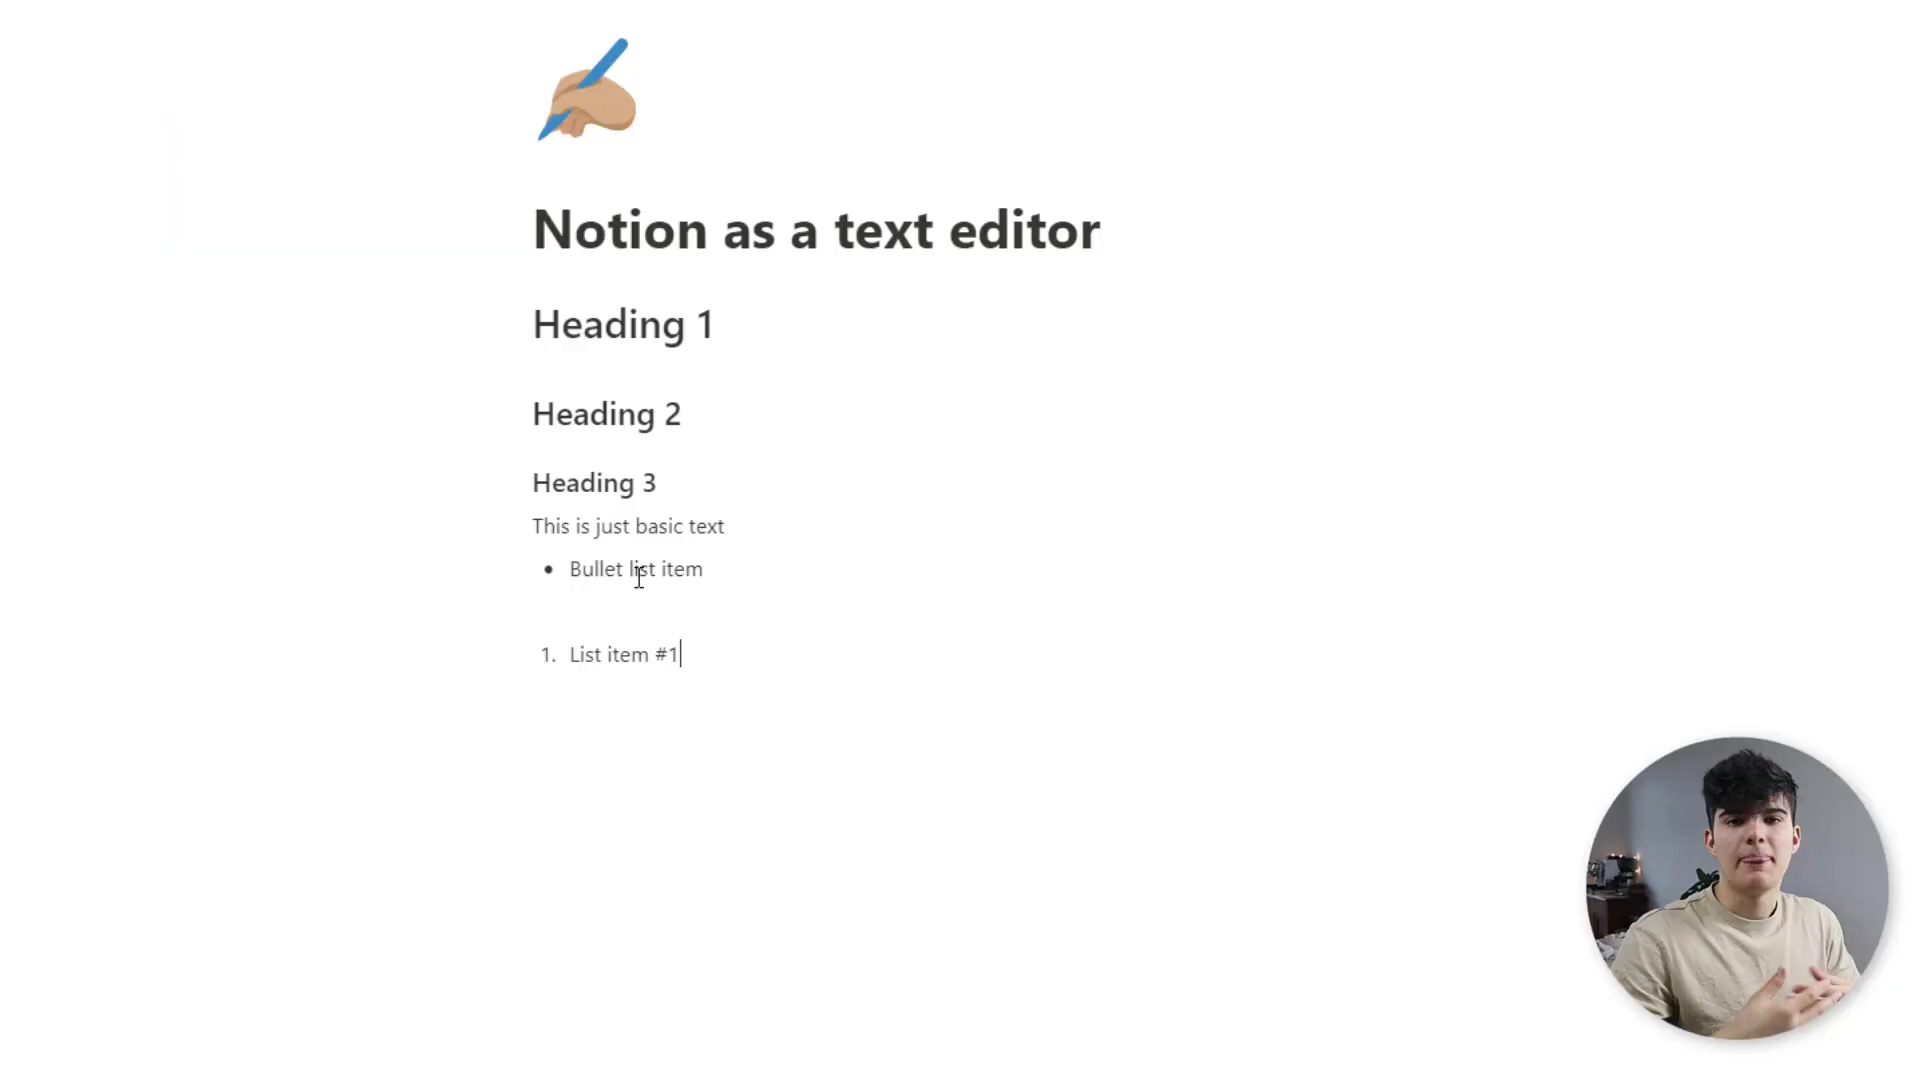 Notion as a text editor
Heading 1
Heading 2
Heading 3
This is just basic text
• Bullet list item
1. List item #1